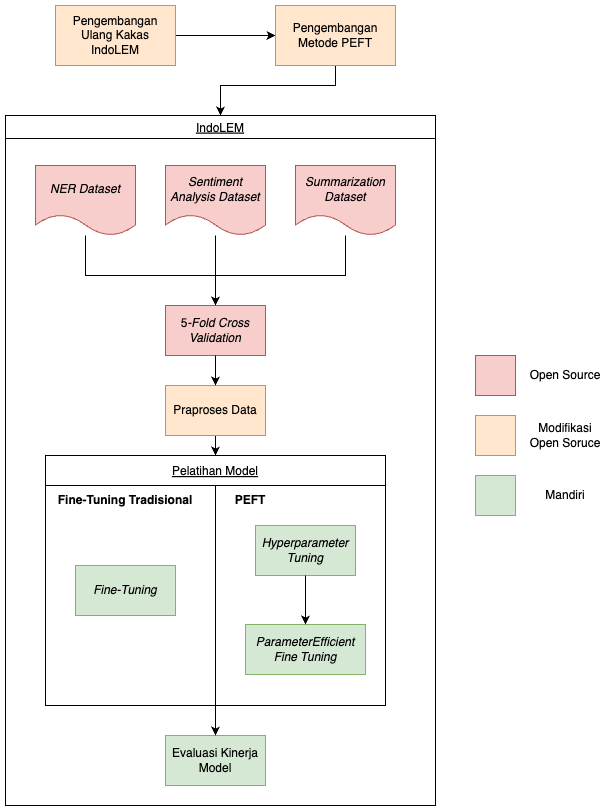 Pengembangan
Ulang Kakas
IndoLEM
Pengembangan
Metode PEFT
IndoLEM
NER Dataset
Sentiment
Analysis Dataset
Summarization
Dataset
5-Fold Cross
Validation
Praproses Data
Pelatihan Model
Fine-Tuning Tradisional
PEFT
Fine-Tuning
Hyperparameter
Tuning
ParameterEfficient
Fine Tuning
Evaluasi Kinerja
Model
Open Source
Modifikasi
Open Soruce
Mandiri